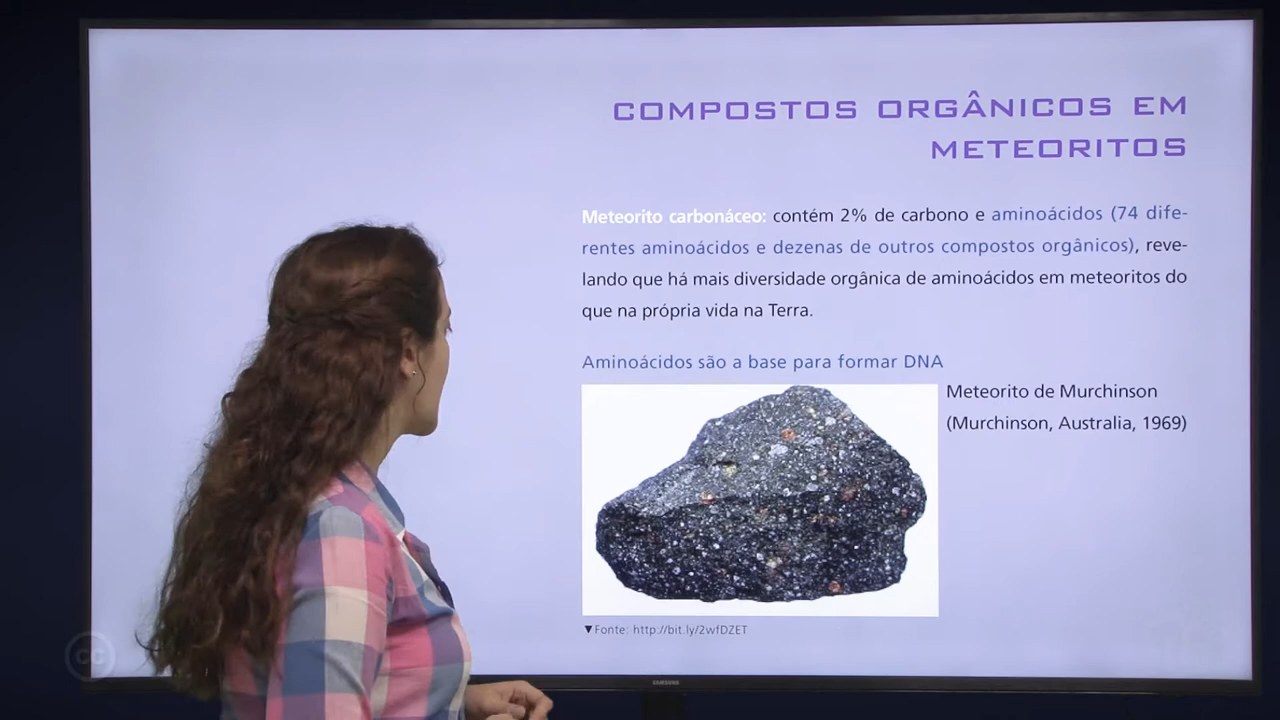 COMPOSTOS ORGÂNICOS EM
METEORITOS
Meteorito carbonáceo: contém 2% de carbono e aminoácidos (74 dife-
rentes aminoácidos e dezenas de outros compostos orgânicos), reve-
lando que há mais diversidade orgânica de aminoácidos em meteoritos do
que na própria vida na Terra.
Aminoácidos são a base para formar DNA
Meteorito de Murchinson
(Murchinson, Australia, 1969)
▼Fonte: http://bit.ly/2wfDZET
cc
SAMSUNG